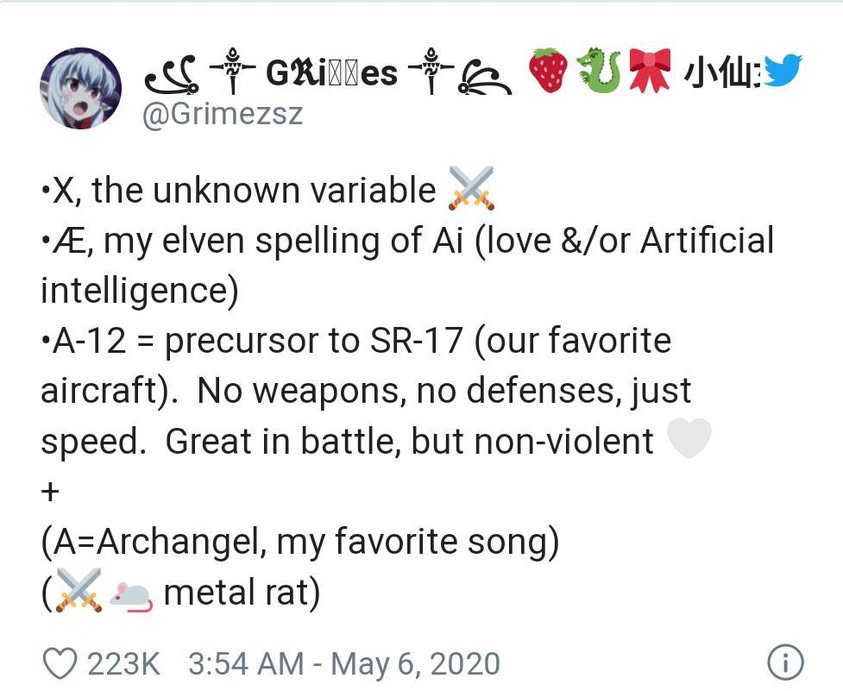 ꧁ ༒ Gᖇiꙮꙮes ༒꧂ 🍓🐉🎀 小仙
@Grimezsz
•X, the unknown variable ⚔️
•Æ, my elven spelling of Ai (love &/or Artificial
intelligence)
•A-12 = precursor to SR-17 (our favorite
aircraft).  No weapons, no defenses, just
speed.  Great in battle, but non-violent 🤍
+
(A=Archangel, my favorite song)
(⚔️🐁 metal rat)
223K 3:54 AM - May 6, 2020